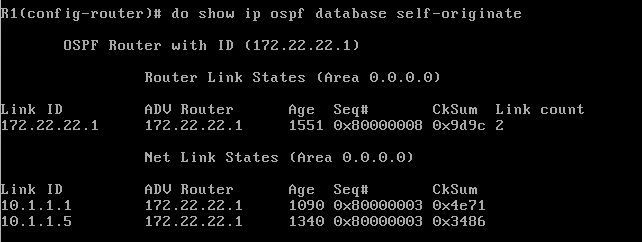 R1(config-router)# do show ip ospf database self-originate
OSPF Router with ID (172.22.22.1)
Router Link States (Area 0.0.0.0)
Link ID ADV Router Age Seq# CkSum Link count
172.22.22.1 172.22.22.1 1551 0x80000008 0x9d9c 2
Net Link States (Area 0.0.0.0)
Link ID ADV Router Age Seq# CkSum
10.1.1.1 172.22.22.1 1090 0x80000003 0x4e71
10.1.1.5 172.22.22.1 1340 0x80000003 0x3486